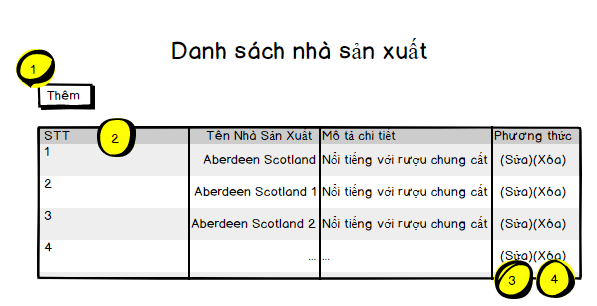 Danh sách nhà sản xuất
1
Thêm
STT 2 Tên Nhà Sản Xuất Mô tả chi tiết Phương thức
1 Aberdeen Scotland Nổi tiếng với rượu chung cất (Sửa)(Xóa)
2 Aberdeen Scotland 1 Nổi tiếng với rượu chung cất (Sửa)(Xóa)
3 Aberdeen Scotland 2 Nổi tiếng với rượu chung cất (Sửa)(Xóa)
4 ... ... (Sửa)(Xóa)
3 4